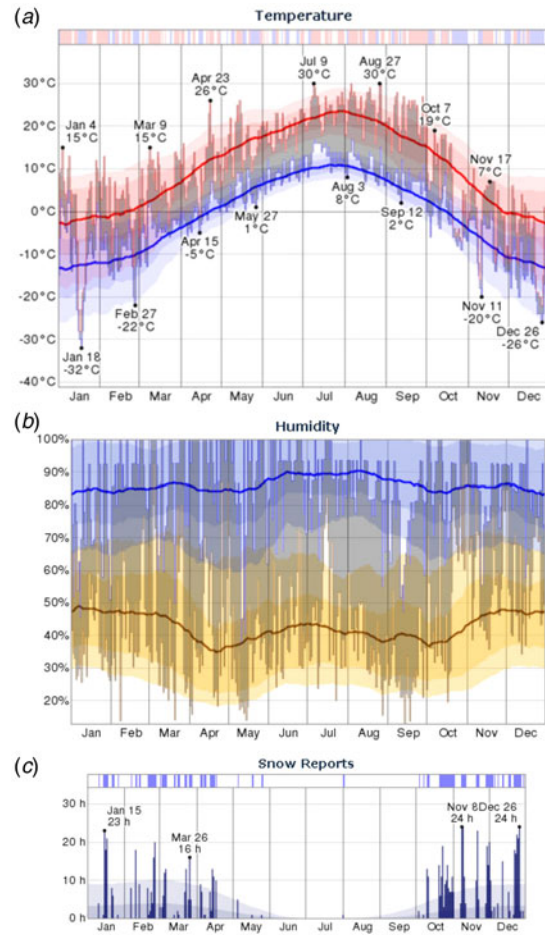 (a)
Temperature
30°C
20°C
10°C
0°C
-10°C
-20°C
-30°C
-40°C
Jan 4
15°C
Mar 9
15°C
Apr 23
26°C
Jul 9
30°C
Aug 27
30°C
Oct 7
19°C
Nov 17
7°C
Jan 18
-32°C
Feb 27
-22°C
Apr 15
-5°C
May 27
1°C
Aug 3
8°C
Sep 12
2°C
Nov 11
-20°C
Dec 26
-26°C
Jan Feb Mar Apr May Jun Jul Aug Sep Oct Nov Dec
(b)
Humidity
100%
90%
80%
70%
60%
50%
40%
30%
20%
Jan Feb Mar Apr May Jun Jul Aug Sep Oct Nov Dec
(c)
Snow Reports
30 h
20 h
10 h
0 h
Jan 15
23 h
Mar 26
16 h
Nov 8
24 h
Dec 26
24 h
Jan Feb Mar Apr May Jun Jul Aug Sep Oct Nov Dec